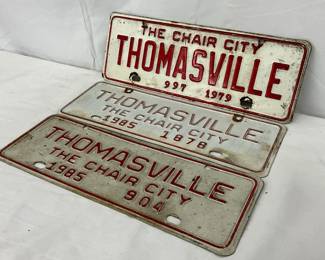 THE CHAIR CITY
THOMASVILLE
997 1979
THOMASVILLE
THE CHAIR CITY
1985 1878
THOMASVILLE
THE CHAIR CITY
1985 904